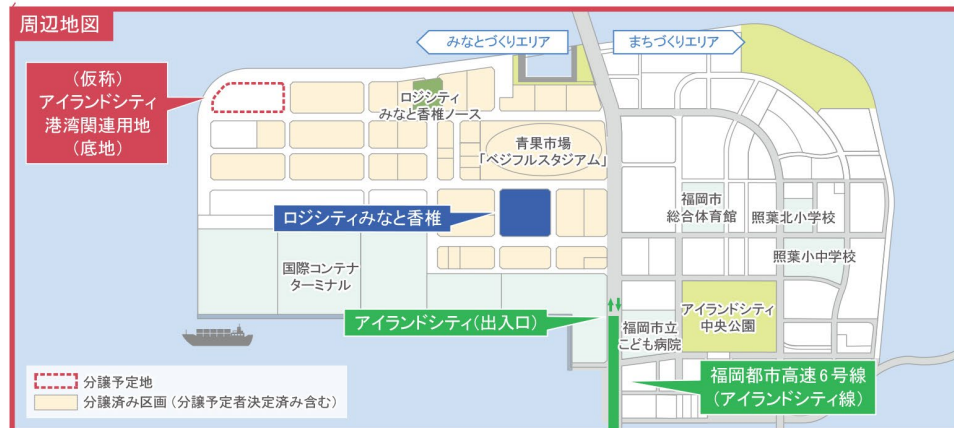 周辺地図
みなとづくりエリア
まちづくりエリア
(仮称)
アイランドシティ
港湾関連用地
(底地)
ロジシティ
みなと香椎ノース
青果市場
「ベジフルスタジアム」
ロジシティみなと香椎
福岡市
総合体育館
照葉北小学校
照葉小中学校
国際コンテナ
ターミナル
アイランドシティ(出入口)
福岡市立
こども病院
アイランドシティ
中央公園
福岡都市高速6号線
(アイランドシティ線)
分譲予定地
分譲済み区画(分譲予定者決定済み含む)